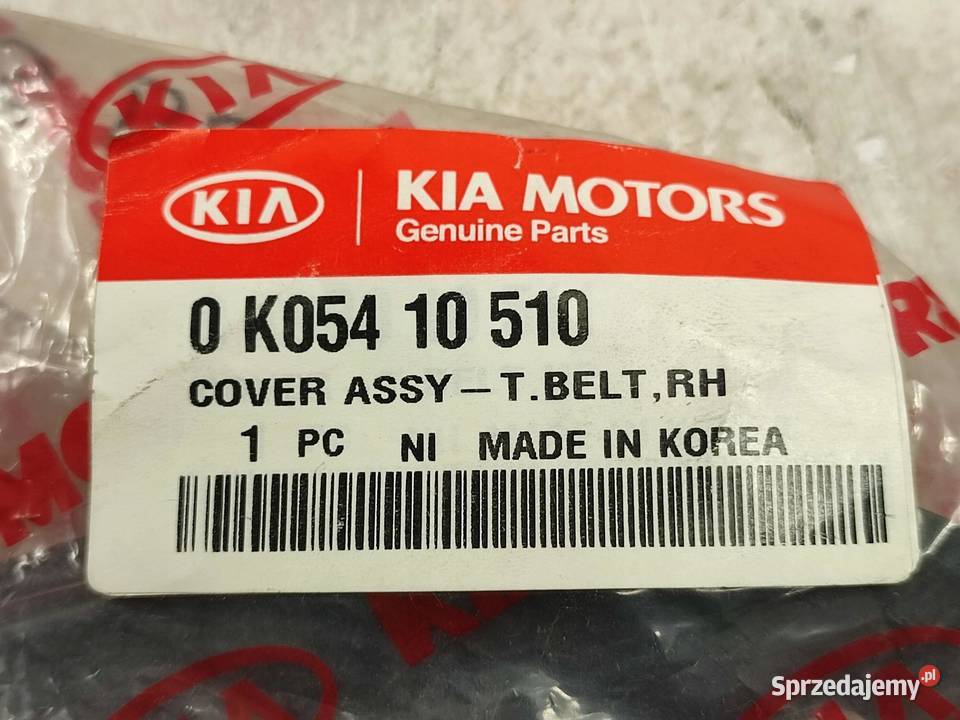 KIA
KIA
KIA MOTORS
Genuine Parts
0 K054 10 510
COVER ASSY – T.BELT,RH
1 PC NI MADE IN KOREA
Sprzedajemy.pl